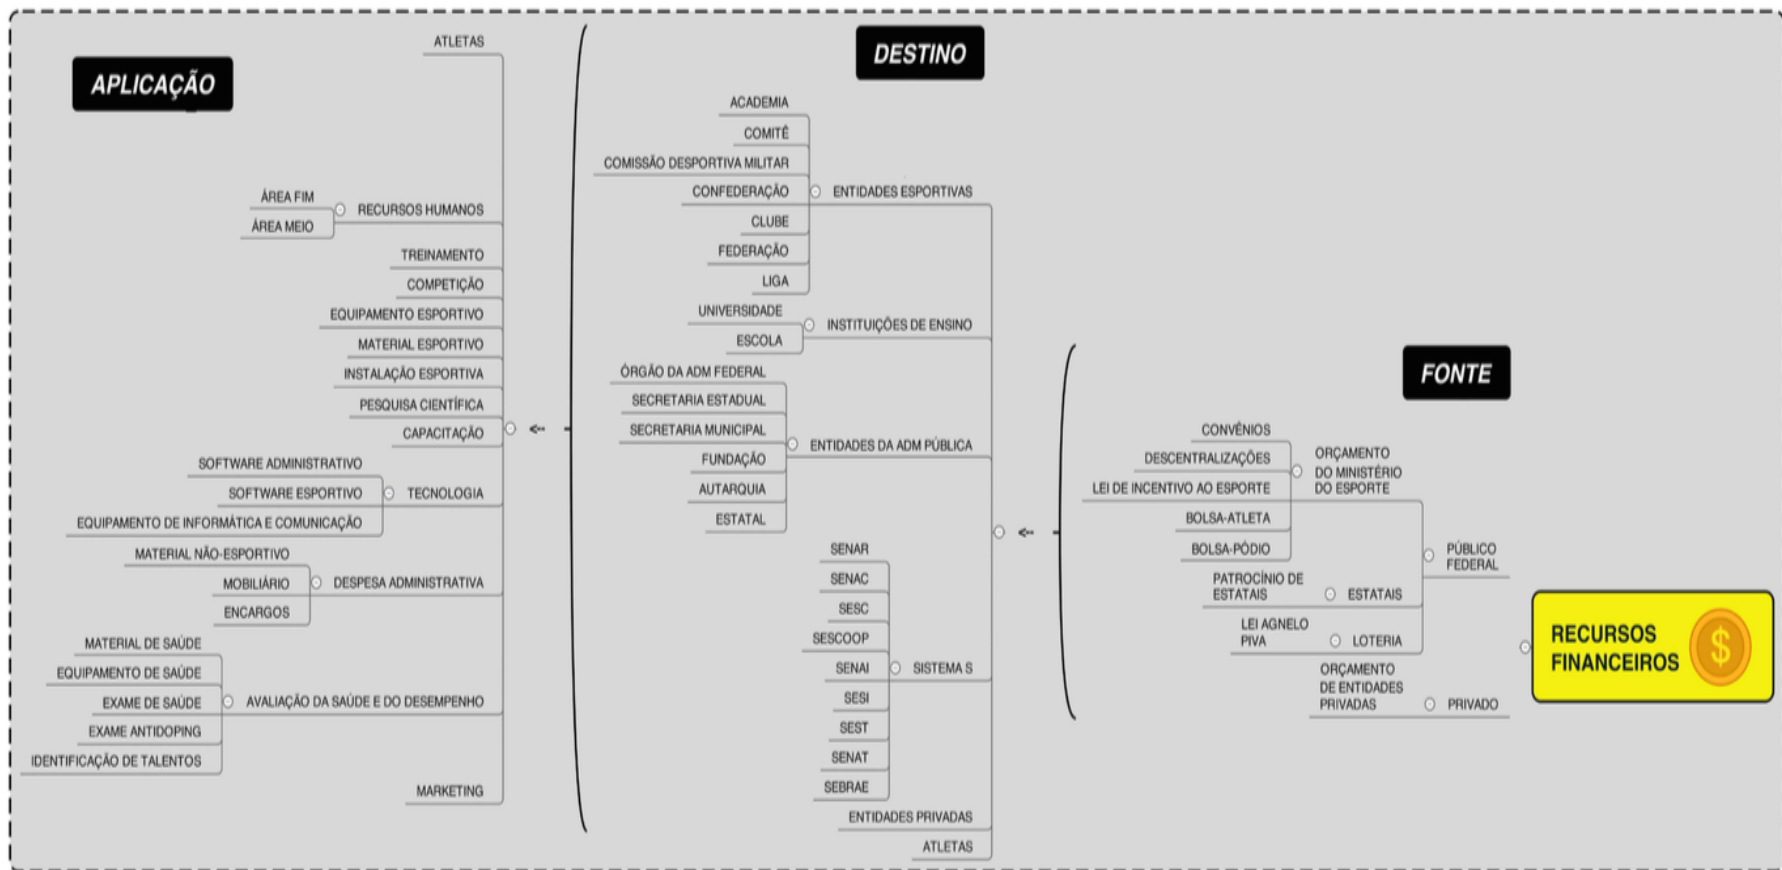 APLICAÇÃO
ATLETAS
ÁREA FIM
ÁREA MEIO
RECURSOS HUMANOS
TREINAMENTO
COMPETIÇÃO
EQUIPAMENTO ESPORTIVO
MATERIAL ESPORTIVO
INSTALAÇÃO ESPORTIVA
PESQUISA CIENTÍFICA
CAPACITAÇÃO
SOFTWARE ADMINISTRATIVO
SOFTWARE ESPORTIVO
EQUIPAMENTO DE INFORMÁTICA E COMUNICAÇÃO
TECNOLOGIA
MATERIAL NÃO-ESPORTIVO
MOBILIÁRIO
ENCARGOS
DESPESA ADMINISTRATIVA
MATERIAL DE SAÚDE
EQUIPAMENTO DE SAÚDE
EXAME DE SAÚDE
EXAME ANTIDOPING
IDENTIFICAÇÃO DE TALENTOS
AVALIAÇÃO DA SAÚDE E DO DESEMPENHO
MARKETING
DESTINO
ACADEMIA
COMITÊ
COMISSÃO DESPORTIVA MILITAR
CONFEDERAÇÃO
CLUBE
FEDERAÇÃO
LIGA
ENTIDADES ESPORTIVAS
UNIVERSIDADE
ESCOLA
INSTITUIÇÕES DE ENSINO
ÓRGÃO DA ADM FEDERAL
SECRETARIA ESTADUAL
SECRETARIA MUNICIPAL
FUNDAÇÃO
AUTARQUIA
ESTATAL
ENTIDADES DA ADM PÚBLICA
SENAR
SENAC
SESC
SESCOOP
SENAI
SESI
SEST
SENAT
SEBRAE
SISTEMA S
ENTIDADES PRIVADAS
ATLETAS
FONTE
CONVÊNIOS
DESCENTRALIZAÇÕES
LEI DE INCENTIVO AO ESPORTE
BOLSA-ATLETA
BOLSA-PÓDIO
ORÇAMENTO
DO MINISTÉRIO
DO ESPORTE
PATROCÍNIO DE
ESTATAIS
ESTATAIS
LEI AGNELO
PIVA
LOTERIA
PÚBLICO
FEDERAL
ORÇAMENTO
DE ENTIDADES
PRIVADAS
PRIVADO
RECURSOS
FINANCEIROS
$